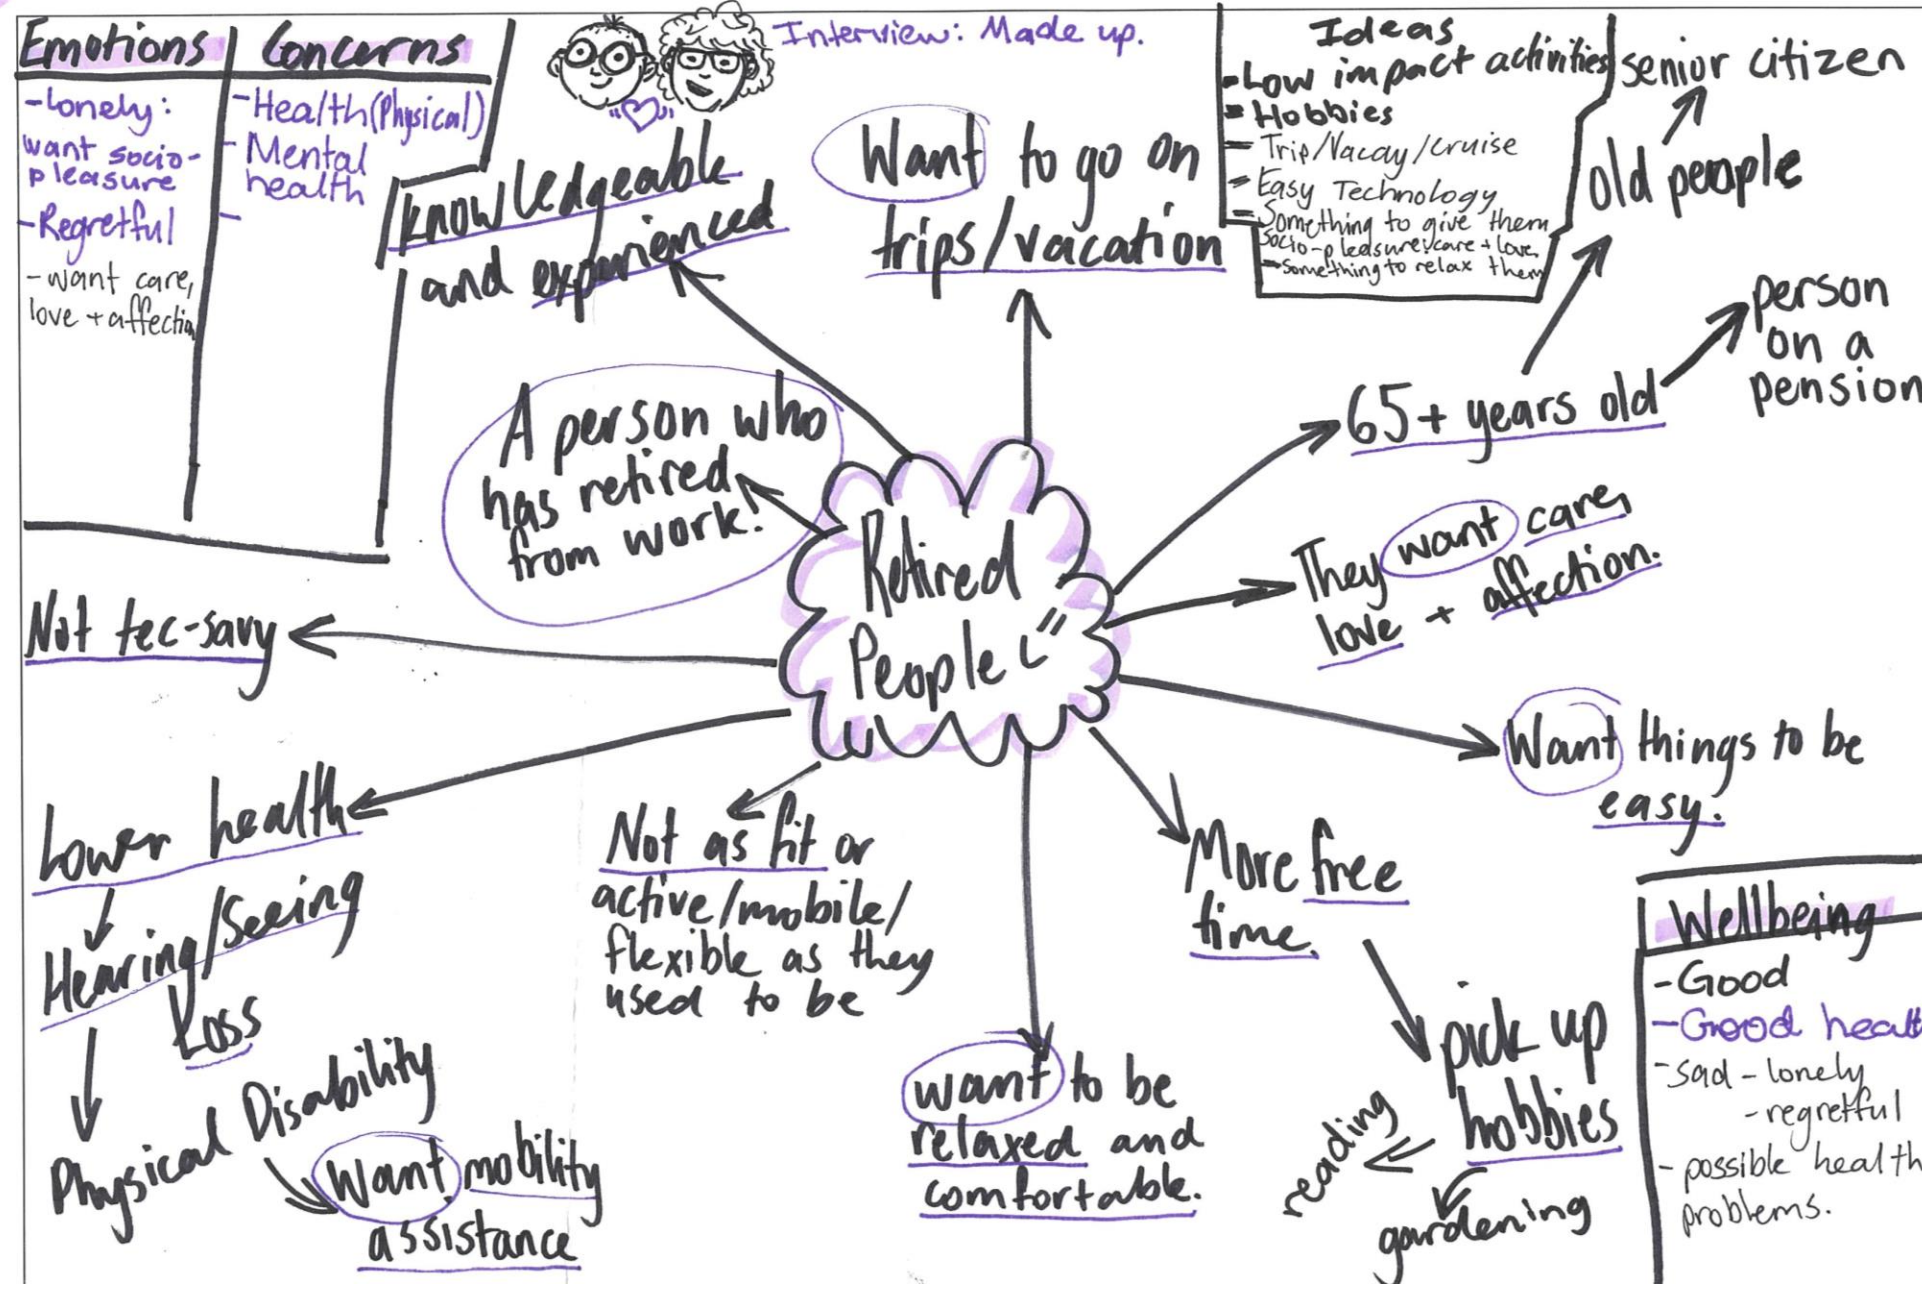 Emotions
-lonely:
want socio-
pleasure
-Regretful
-want care,
love + affection
Concerns
-Health (Physical)
- Mental
health
-
Interview: Made up.
Ideas
-Low impact activities
- Hobbies
- Trip/Vacay/cruise
- Easy Technology
- Something to give them
socio-pleasure: care + love
-something to relax them
senior citizen
old people
person
on a
pension
65+ years old
knowledgeable
and experienced
Want to go on
trips/vacation
A person who
has retired
from work!
Retired
People
They want care,
love + affection.
Want things to be
easy.
Not tec-savy
Lower health
Hearing/Seeing
Loss
Physical Disability
Want mobility
assistance
Not as fit or
active/mobile/
flexible as they
used to be
want to be
relaxed and
comfortable.
More free
time.
pick up
hobbies
reading
gardening
Wellbeing
-Good
-Good healt
-sad - lonely
- regretful
- possible health
problems.